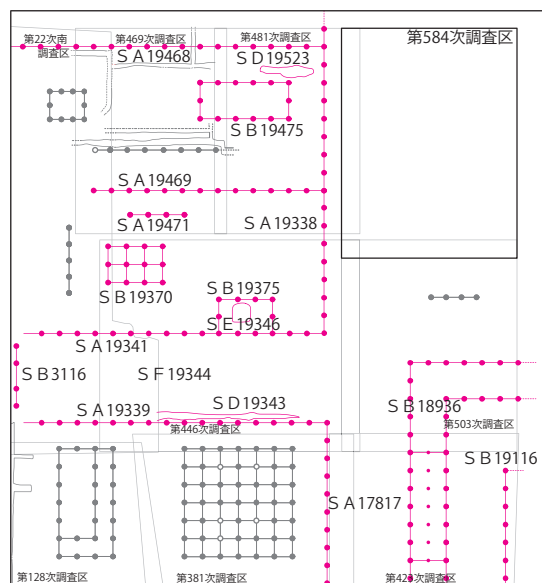 第22次南
調査区
第469次調査区
第481次調査区
第584次調査区
ＳＡ19468
ＳＤ19523
ＳＢ19475
ＳＡ19469
ＳＡ19471
ＳＡ19338
ＳＢ19370
ＳＢ19375
ＳＥ19346
ＳＡ19341
ＳＢ3116
ＳＦ19344
ＳＡ19339
ＳＤ19343
第446次調査区
ＳＢ18936
第503次調査区
ＳＢ19116
ＳＡ17817
第128次調査区
第381次調査区